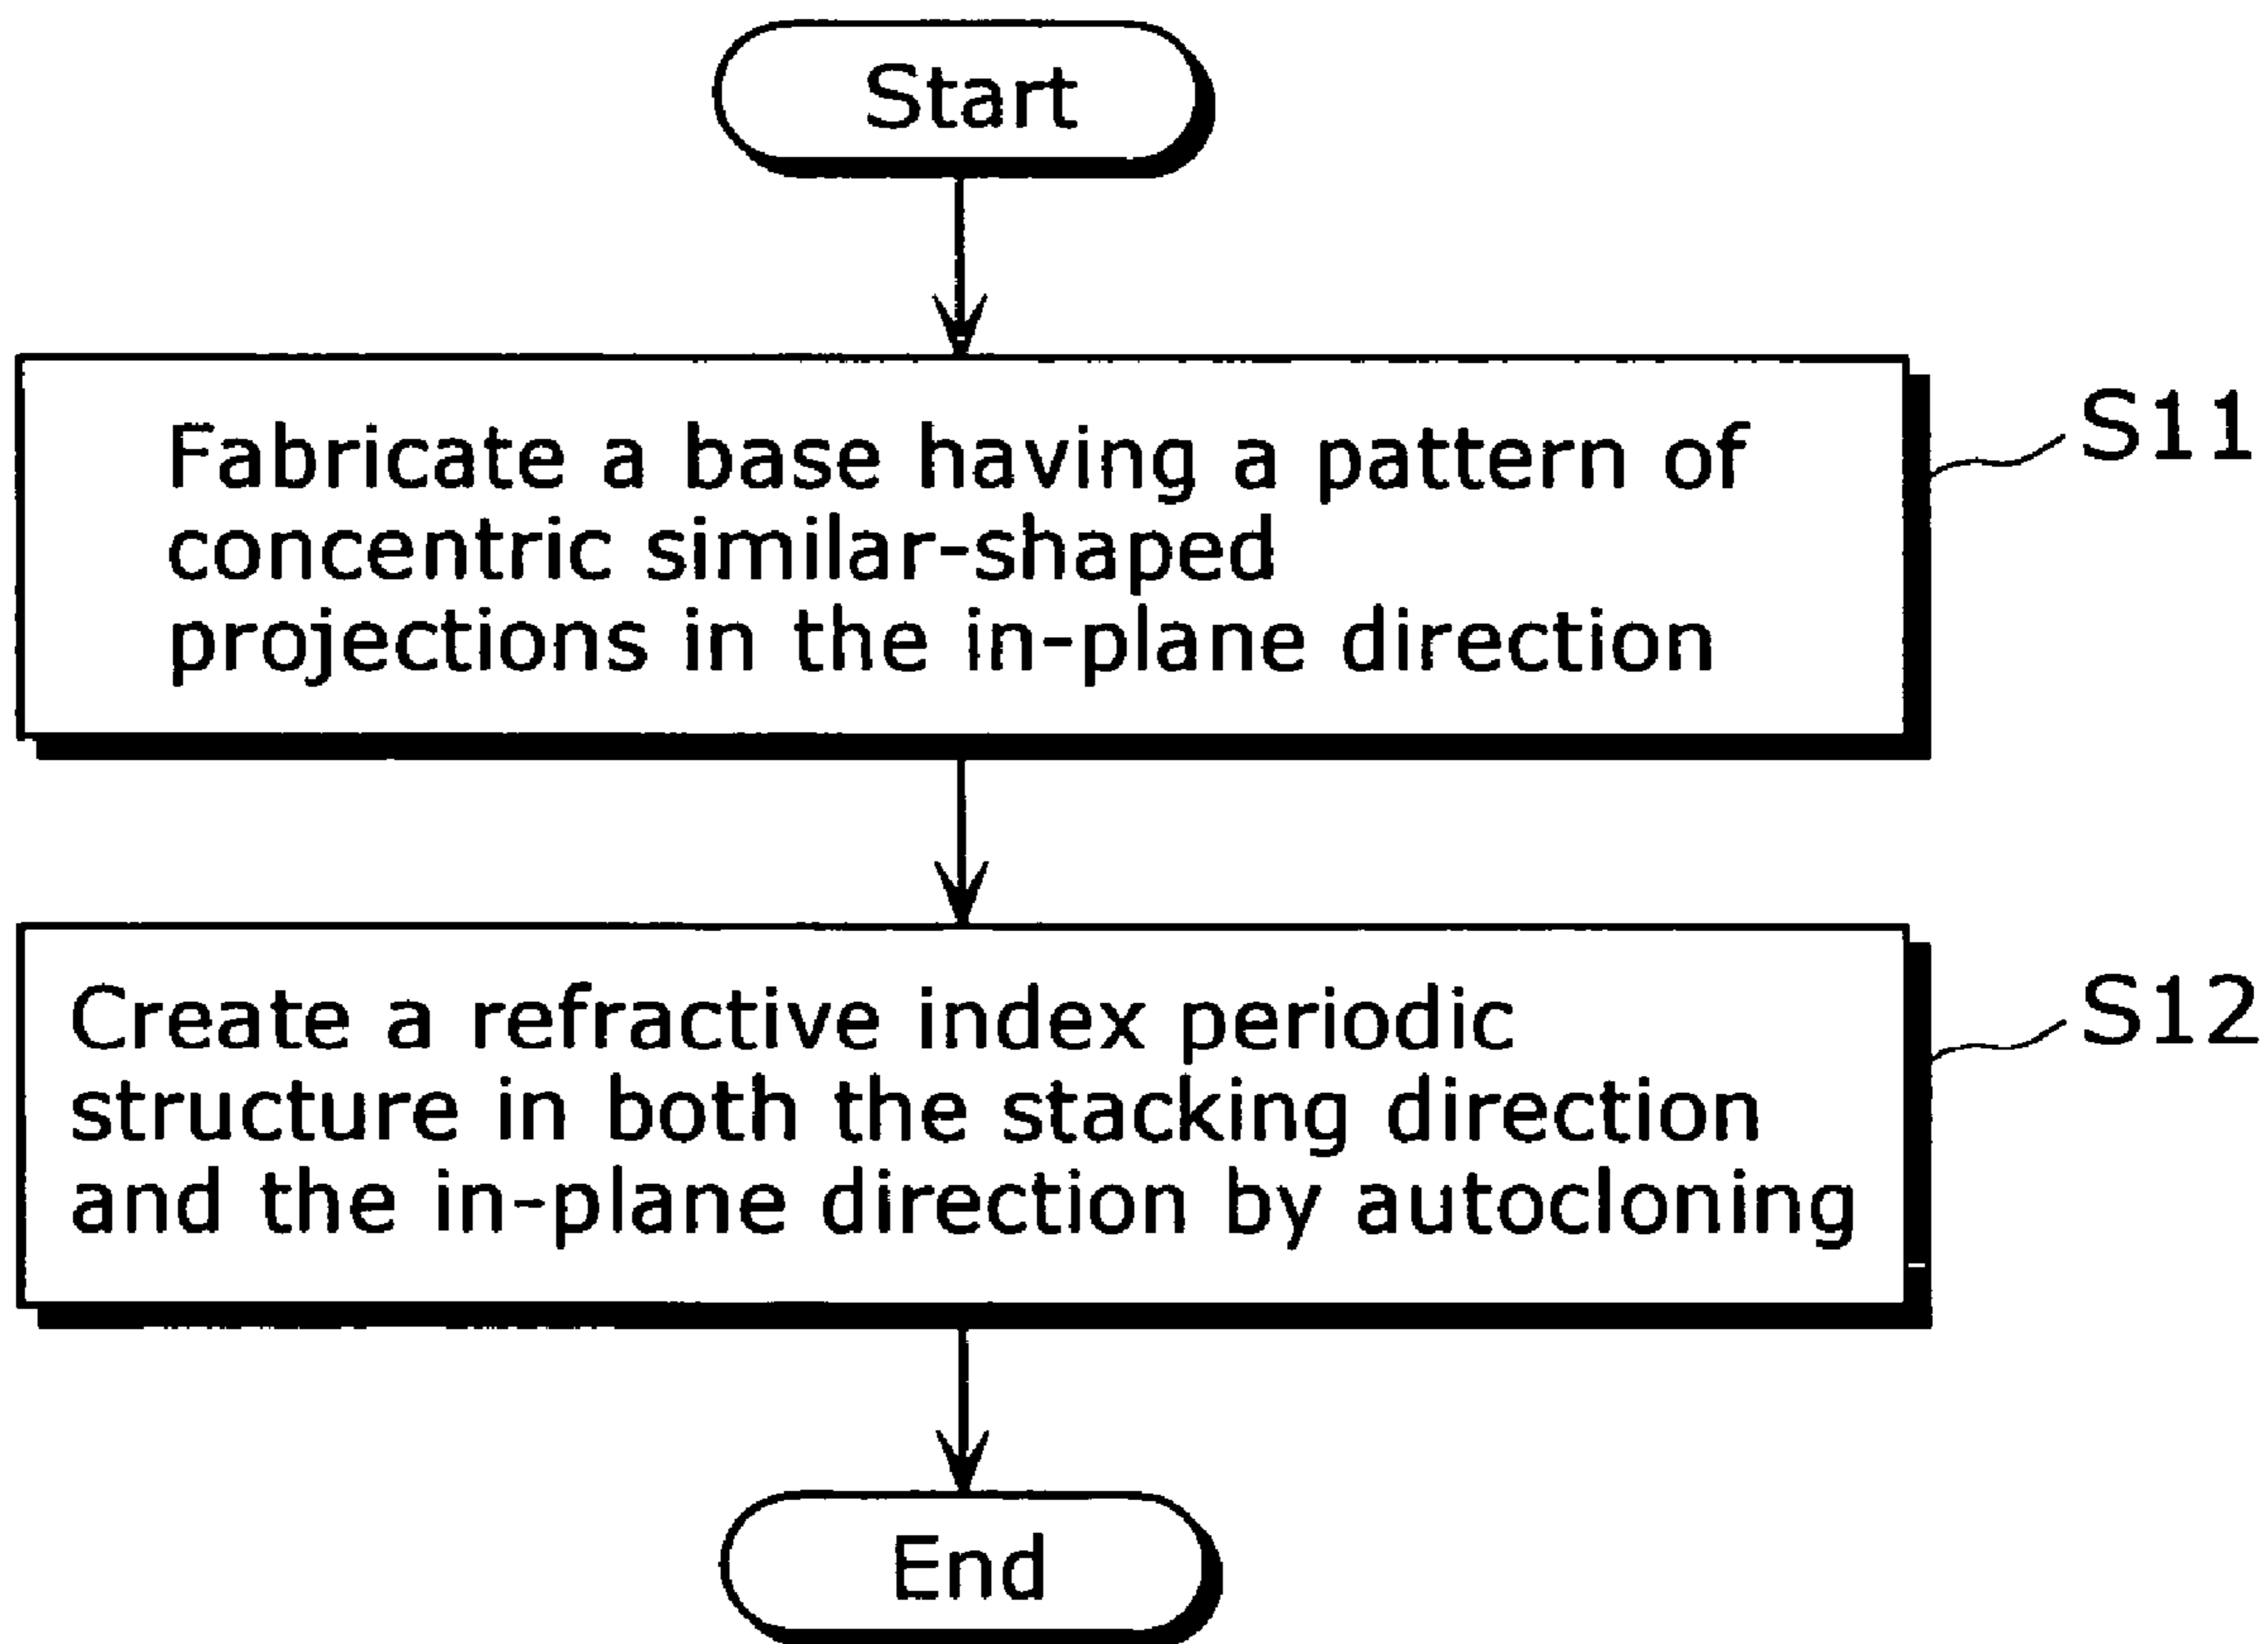 Start
Fabricate a base having a pattern of
concentric similar-shaped
projections in the in-plane direction
S11
Create a refractive index periodic
structure in both the stacking direction
and the in-plane direction by autocloning
S12
End